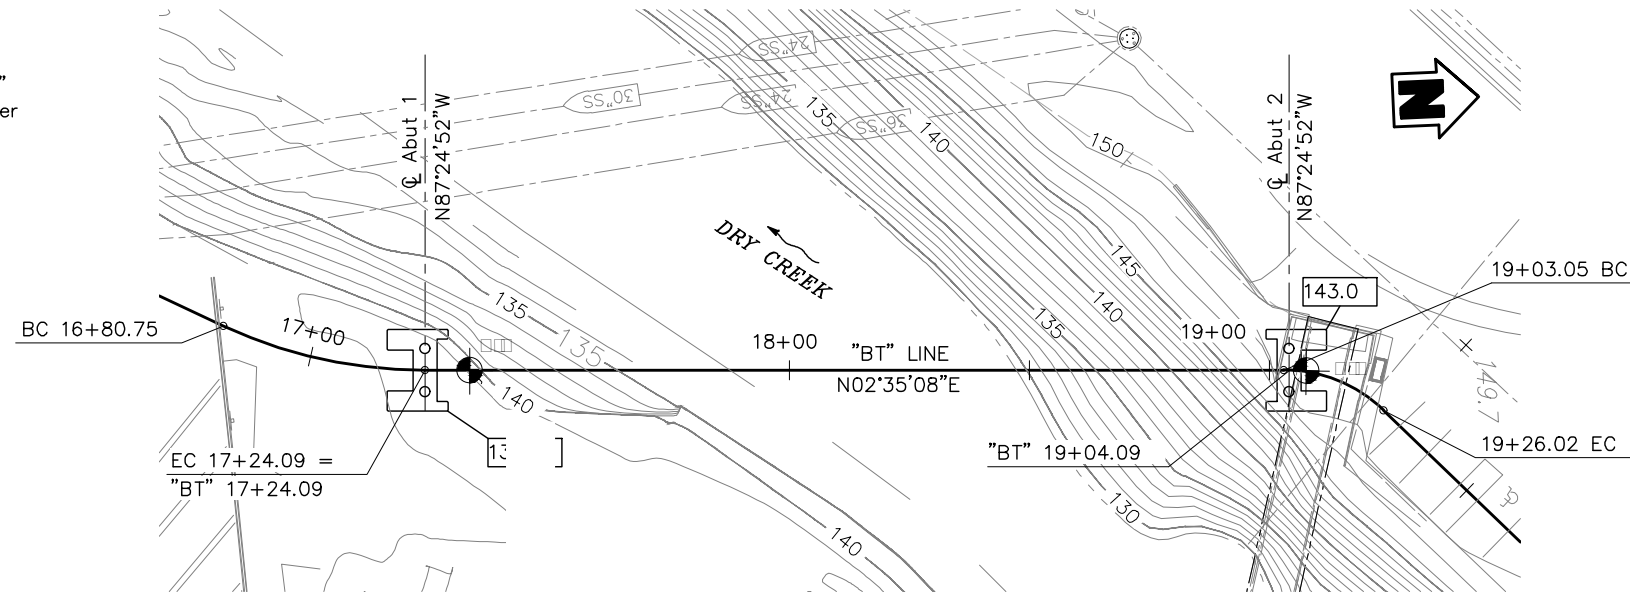 "
er
24"SS
30"SS
24"SS
36"SS
135
140
150
℄ Abut 1
N87°24'52"W
℄ Abut 2
N87°24'52"W
N
DRY CREEK
145
140
135
143.0
19+03.05 BC
BC 16+80.75
17+00
135
135
18+00
19+00
"BT" LINE
N02°35'08"E
140
149.7
EC 17+24.09 =
"BT" 17+24.09
"BT" 19+04.09
19+26.02 EC
130
140